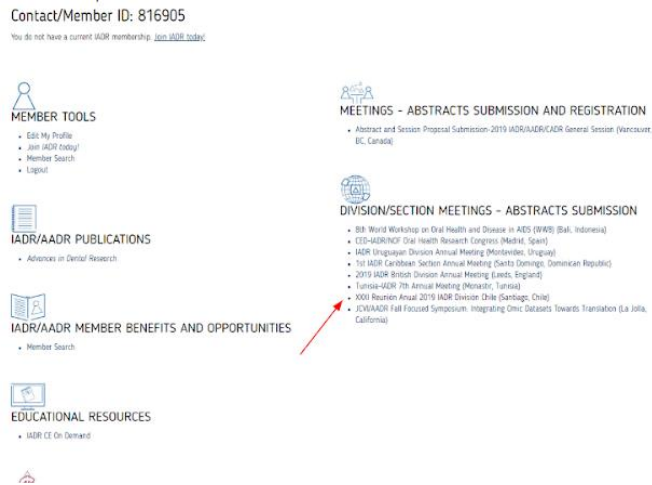 Contact/Member ID: 816905
You do not have a current IADR membership. Join IADR today!
MEMBER TOOLS
Edit My Profile
Join IADR today!
Member Search
Logout
IADR/AADR PUBLICATIONS
Advances in Dental Research
IADR/AADR MEMBER BENEFITS AND OPPORTUNITIES
Member Search
EDUCATIONAL RESOURCES
IADR CE On Demand
MEETINGS - ABSTRACTS SUBMISSION AND REGISTRATION
Abstract and Session Proposal Submission-2019 IADR/AADR/CADR General Session (Vancouver,
BC, Canada)
DIVISION/SECTION MEETINGS - ABSTRACTS SUBMISSION
8th World Workshop on Oral Health and Disease in AIDS (WW8) (Bali, Indonesia)
CED-IADR/NOF Oral Health Research Congress (Madrid, Spain)
IADR Uruguayan Division Annual Meeting (Montevideo, Uruguay)
1st IADR Caribbean Section Annual Meeting (Santo Domingo, Dominican Republic)
2019 IADR British Division Annual Meeting (Leeds, England)
Tunisia-IADR 7th Annual Meeting (Monastir, Tunisia)
XXXI Reunión Anual 2019 IADR División Chile (Santiago, Chile)
JCVI/AADR Fall Focused Symposium: Integrating Omic Datasets Towards Translation (La Jolla,
California)